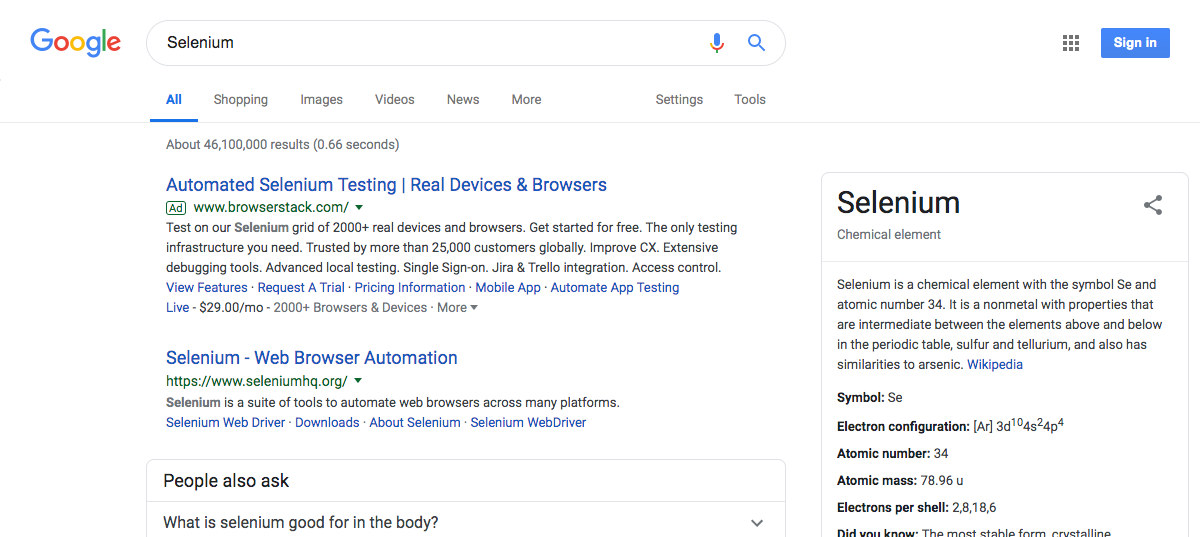 Google
Selenium
Sign in
All Shopping Images Videos News More Settings Tools
About 46,100,000 results (0.66 seconds)
Automated Selenium Testing | Real Devices & Browsers
Ad www.browserstack.com/
Test on our Selenium grid of 2000+ real devices and browsers. Get started for free. The only testing
infrastructure you need. Trusted by more than 25,000 customers globally. Improve CX. Extensive
debugging tools. Advanced local testing. Single Sign-on. Jira & Trello integration. Access control.
View Features · Request A Trial · Pricing Information · Mobile App · Automate App Testing
Live - $29.00/mo - 2000+ Browsers & Devices · More
Selenium - Web Browser Automation
https://www.seleniumhq.org/
Selenium is a suite of tools to automate web browsers across many platforms.
Selenium Web Driver · Downloads · About Selenium · Selenium WebDriver
People also ask
What is selenium good for in the body?
Selenium
Chemical element
Selenium is a chemical element with the symbol Se and
atomic number 34. It is a nonmetal with properties that
are intermediate between the elements above and below
in the periodic table, sulfur and tellurium, and also has
similarities to arsenic. Wikipedia
Symbol: Se
Electron configuration: [Ar] 3d¹⁰4s²4p⁴
Atomic number: 34
Atomic mass: 78.96 u
Electrons per shell: 2,8,18,6
Did you know: The most stable form, crystalline